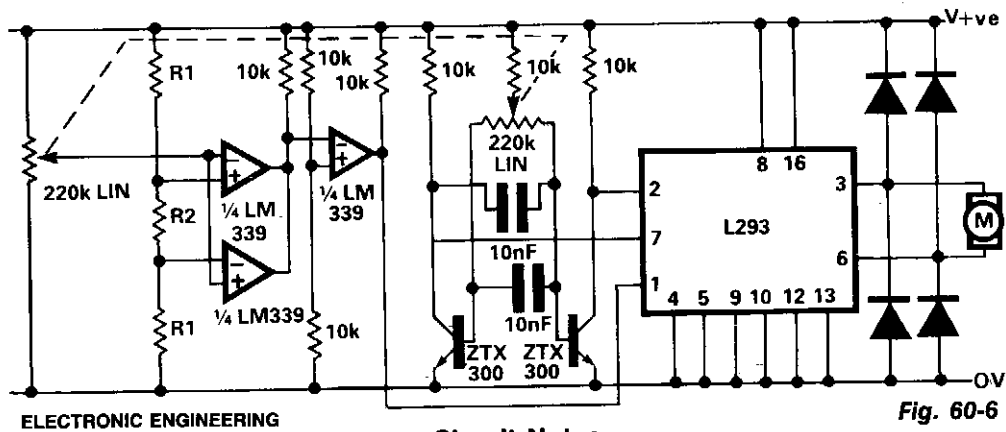 V+ve
R1
10k
10k
10k
10k
10k
10k
220k LIN
R2
R1
¼ LM
339
¼ LM339
10k
¼ LM
339
220k
LIN
10nF
10nF
ZTX
300
ZTX
300
8 16
2
7
1
L293
3
6
4 5 9 10 12 13
M
OV
ELECTRONIC ENGINEERING
Fig. 60-6